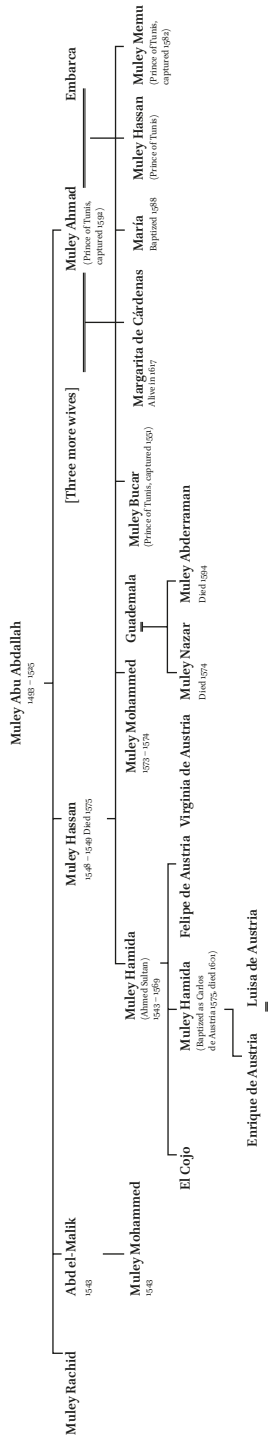 Muley Abu Abdallah
1493 – 1525
Muley Rachid
Abd el-Malik
1543
Muley Hassan
1548 – 1549 Died 1575
[Three more wives]
Muley Ahmad
(Prince of Tunis,
captured 1592)
Embarca
Muley Mohammed
1543
Muley Hamida
(Ahmed Sultan)
1543 – 1569
Muley Mohammed
1573 – 1574
Guademala
Muley Bucar
(Prince of Tunis, captured 1551)
Margarita de Cárdenas
Alive in 1617
María
Baptized 1588
Muley Hassan
(Prince of Tunis)
Muley Memu
(Prince of Tunis,
captured 1582)
El Cojo
Muley Hamida
(Baptized as Carlos
de Austria 1575, died 1601)
Felipe de Austria
Virginia de Austria
Muley Nazar
Died 1574
Muley Abderraman
Died 1594
Enrique de Austria
Luisa de Austria